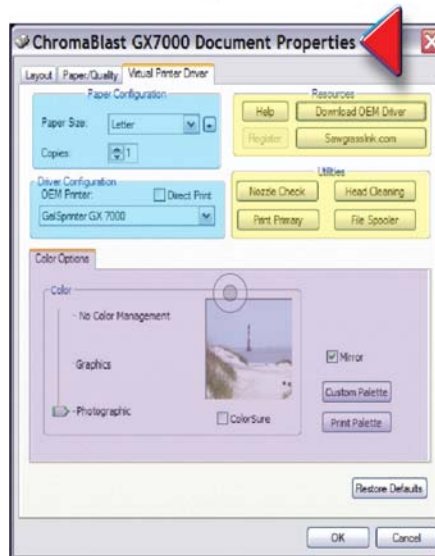 ChromaBlast GX7000 Document Properties
Layout Paper/Quality Virtual Printer Driver
Paper Configuration
Paper Size: Letter
Copies: 1
Resources
Help Download OEM Driver
Register SawgrassInk.com
Driver Configuration
OEM Printer: Direct Print
GelSprinter GX 7000
Utilities
Nozzle Check Head Cleaning
Print Primary File Spooler
Color Options
Color
- No Color Management
- Graphics
- Photographic
ColorSure
Mirror
Custom Palette
Print Palette
Restore Defaults
OK Cancel